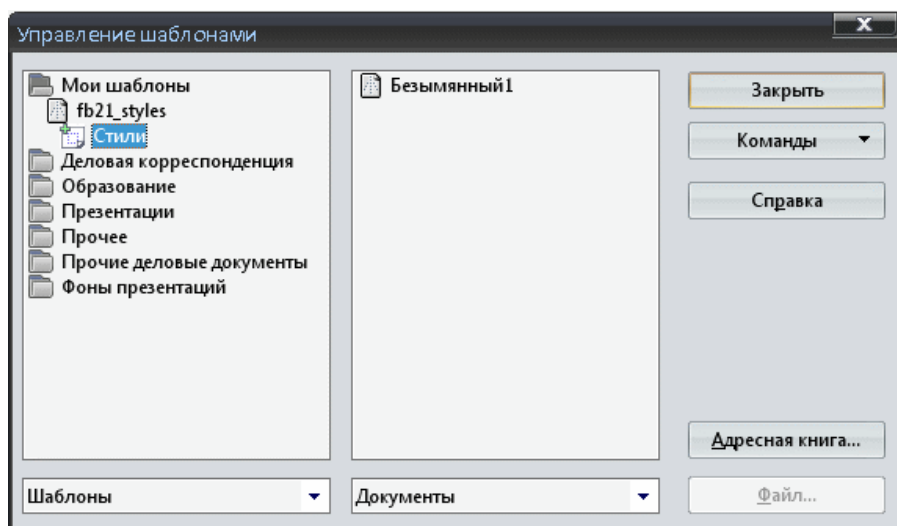 Управление шаблонами
Мои шаблоны
fb21_styles
Стили
Деловая корреспонденция
Образование
Презентации
Прочее
Прочие деловые документы
Фоны презентаций
Шаблоны
Безымянный1
Документы
Закрыть
Команды
Справка
Адресная книга...
Файл...